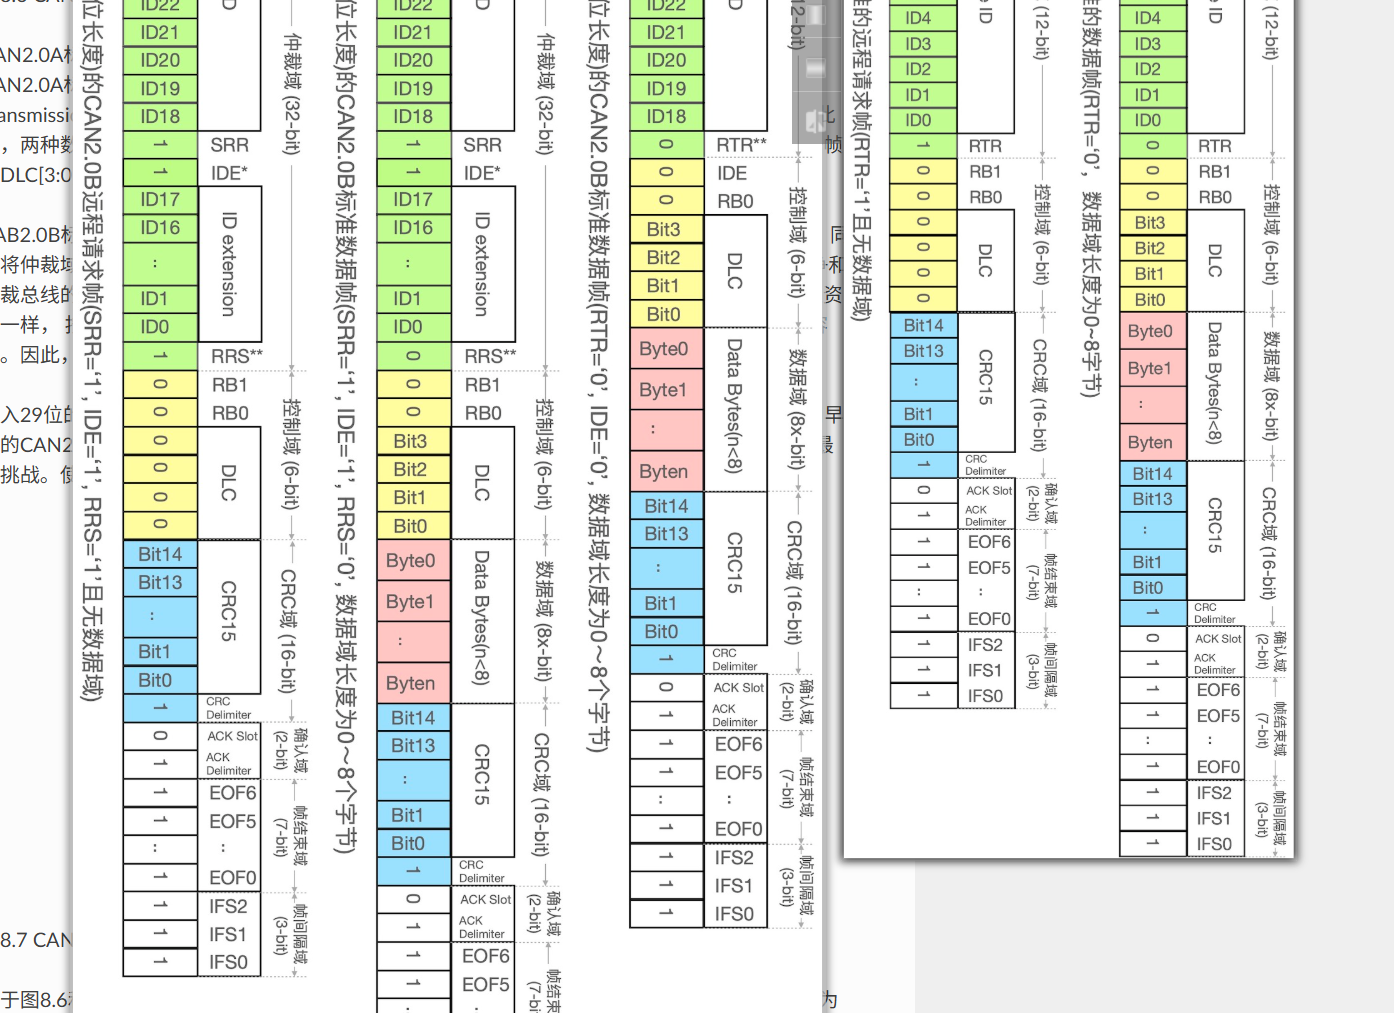 AN2.0A
AN2.0A
ansmissi
，两种数
DLC[3:0
AB2.0B
将仲裁域
裁总线的
一样，
。因此，
入29位的
的CAN2
挑战。使
8.7 CAN
于图8.6
位长度)的CAN2.0B远程请求帧(SRR=‘1’, IDE=‘1’, RRS=‘1’且无数据域)
ID22
ID21
ID20
ID19
ID18
D
1 SRR
1 IDE*
ID17
ID16
:
ID1
ID0
ID extension
1 RRS**
0 RB1
0 RB0
0
0
0
0
DLC
Bit14
Bit13
:
Bit1
Bit0
CRC15
1 CRC Delimiter
0 ACK Slot
1 ACK Delimiter
1 EOF6
1 EOF5
: :
1 EOF0
1 IFS2
1 IFS1
1 IFS0
仲裁域 (32-bit)
控制域 (6-bit)
CRC域 (16-bit)
确认域 (2-bit)
帧结束域 (7-bit)
帧间隔域 (3-bit)
位长度)的CAN2.0B标准数据帧(SRR=‘1’, IDE=‘1’, RRS=‘0’, 数据域长度为0～8个字节)
ID22
ID21
ID20
ID19
ID18
D
1 SRR
1 IDE*
ID17
ID16
:
ID1
ID0
ID extension
0 RRS**
0 RB1
0 RB0
Bit3
Bit2
Bit1
Bit0
DLC
Byte0
Byte1
:
Byten
Data Bytes(n<8)
Bit14
Bit13
:
Bit1
Bit0
CRC15
1 CRC Delimiter
0 ACK Slot
1 ACK Delimiter
1 EOF6
1 EOF5
仲裁域 (32-bit)
控制域 (6-bit)
数据域 (8x-bit)
CRC域 (16-bit)
确认域 (2-bit)
帧结束域 (7-b
位长度)的CAN2.0B标准数据帧(RTR=‘0’, IDE=‘0’, 数据域长度为0～8个字节)
ID22
ID21
ID20
ID19
ID18
D
0 RTR**
0 IDE
0 RB0
Bit3
Bit2
Bit1
Bit0
DLC
Byte0
Byte1
:
Byten
Data Bytes(n<8)
Bit14
Bit13
:
Bit1
Bit0
CRC15
1 CRC Delimiter
0 ACK Slot
1 ACK Delimiter
1 EOF6
1 EOF5
: :
1 EOF0
1 IFS2
1 IFS1
1 IFS0
12-bit)
控制域 (6-bit)
数据域 (8x-bit)
CRC域 (16-bit)
确认域 (2-bit)
帧结束域 (7-bit)
帧间隔域 (3-bit)
比
帧
同
和
资
早
最
为
的远程请求帧(RTR=‘1’且无数据域)
ID4
ID3
ID2
ID1
ID0
e ID
1 RTR
0 RB1
0 RB0
0
0
0
0
DLC
Bit14
Bit13
:
Bit1
Bit0
CRC15
1 CRC Delimiter
0 ACK Slot
1 ACK Delimiter
1 EOF6
1 EOF5
: :
1 EOF0
1 IFS2
1 IFS1
1 IFS0
(12-bit)
控制域 (6-bit)
CRC域 (16-bit)
确认域 (2-bit)
帧结束域 (7-bit)
帧间隔域 (3-bit)
的数据帧(RTR=‘0’, 数据域长度为0~8字节)
ID4
ID3
ID2
ID1
ID0
e ID
0 RTR
0 RB1
0 RB0
Bit3
Bit2
Bit1
Bit0
DLC
Byte0
Byte1
:
Byten
Data Bytes(n<8)
Bit14
Bit13
:
Bit1
Bit0
CRC15
1 CRC Delimiter
0 ACK Slot
1 ACK Delimiter
1 EOF6
1 EOF5
: :
1 EOF0
1 IFS2
1 IFS1
1 IFS0
(12-bit)
控制域 (6-bit)
数据域 (8x-bit)
CRC域 (16-bit)
确认域 (2-bit)
帧结束域 (7-bit)
帧间隔域 (3-bit)